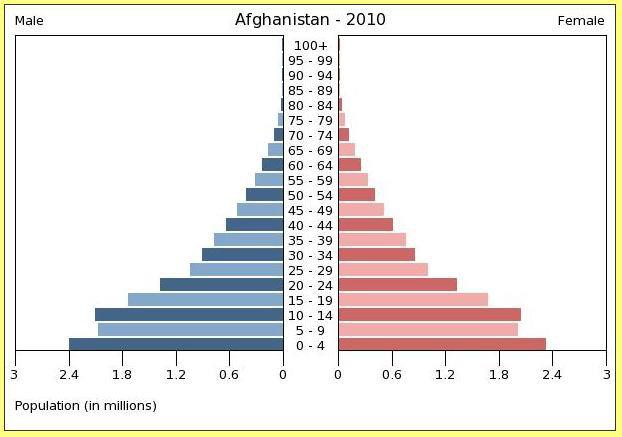 Afghanistan - 2010
Male
Female
100+
95 - 99
90 - 94
85 - 89
80 - 84
75 - 79
70 - 74
65 - 69
60 - 64
55 - 59
50 - 54
45 - 49
40 - 44
35 - 39
30 - 34
25 - 29
20 - 24
15 - 19
10 - 14
5 - 9
0 - 4
3 2.4 1.8 1.2 0.6 0 0 0.6 1.2 1.8 2.4 3
Population (in millions)